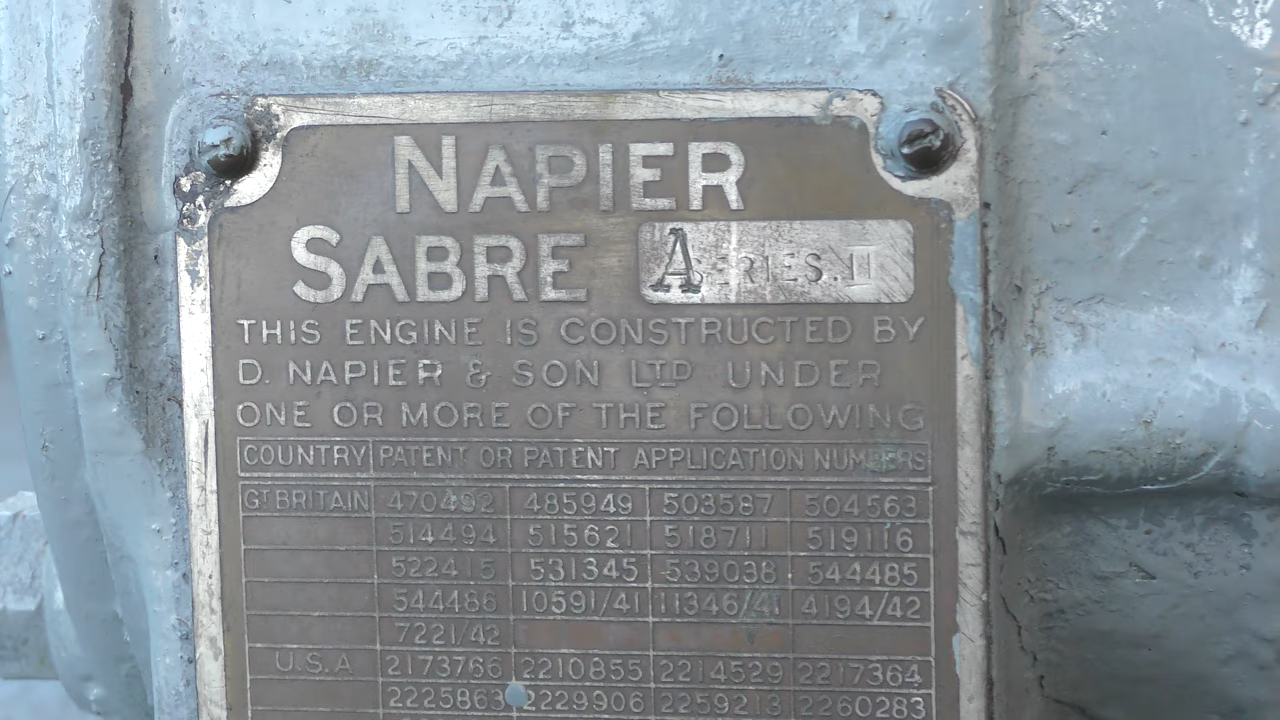 NAPIER
SABRE A SERIES.II
THIS ENGINE IS CONSTRUCTED BY
D. NAPIER & SON LTD UNDER
ONE OR MORE OF THE FOLLOWING
COUNTRY PATENT OR PATENT APPLICATION NUMBERS
GT BRITAIN 470492 485949 503587 504563
514494 515621 518711 519116
522415 531345 539038 544485
544486 10591/41 11346/41 4194/42
7221/42
U.S.A 2173766 2210855 2214529 2217364
2225863 2229906 2259213 2260283